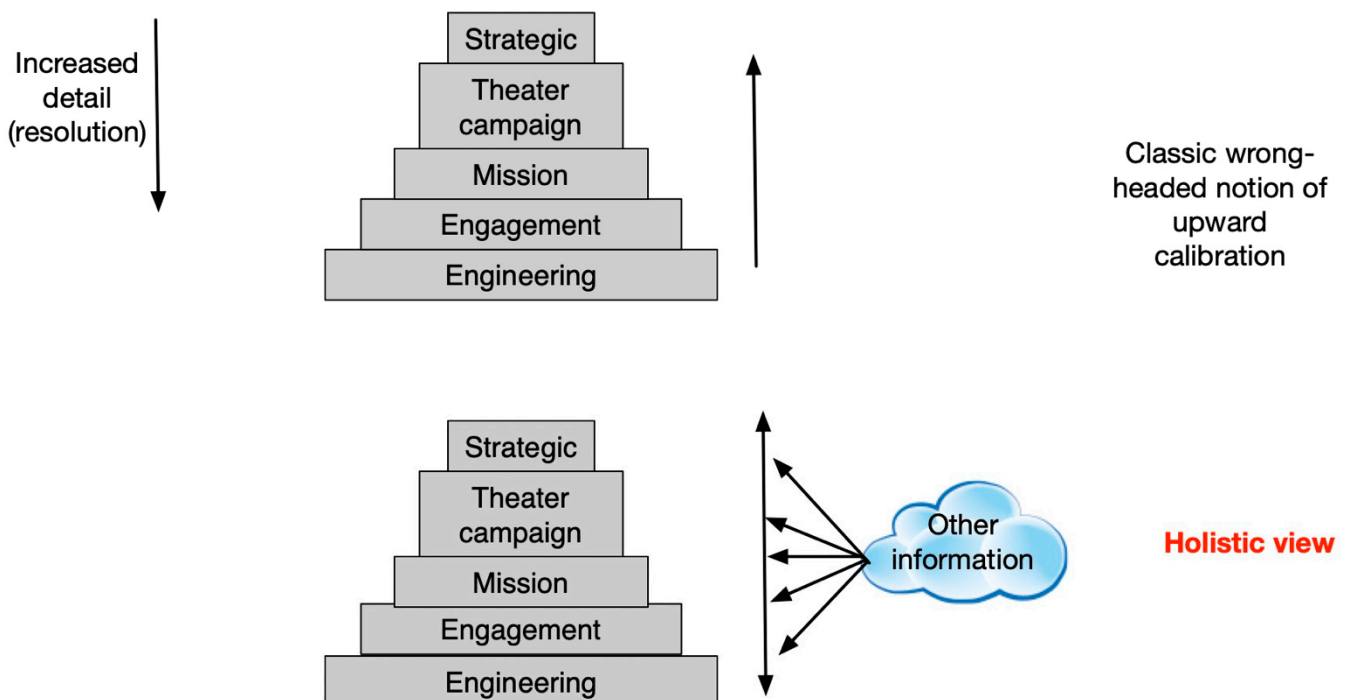 Increased
detail
(resolution)
Strategic
Theater
campaign
Mission
Engagement
Engineering
Classic wrong-
headed notion of
upward
calibration
Strategic
Theater
campaign
Mission
Engagement
Engineering
Other
information
Holistic view